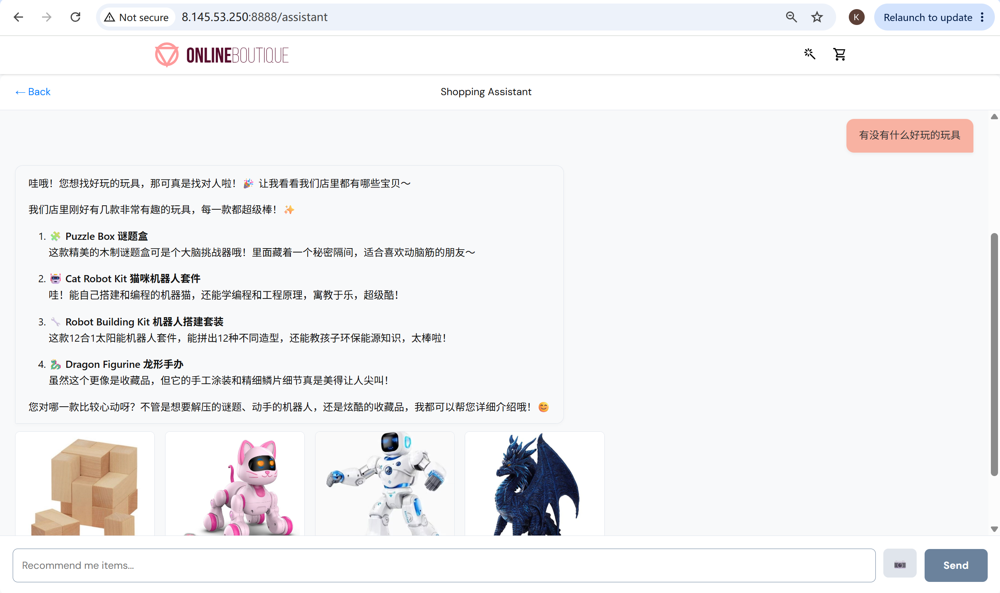 Not secure
8.145.53.250:8888/assistant
K
Relaunch to update
ONLINEBOUTIQUE
← Back
Shopping Assistant
有没有什么好玩的玩具
哇哦！您想找好玩的玩具，那可真是找对人啦！🎉 让我看看我们店里都有哪些宝贝～
我们店里刚好有几款非常有趣的玩具，每一款都超级棒！✨
1. 🧩 Puzzle Box 谜题盒
这款精美的木制谜题盒可是个大脑挑战器哦！里面藏着一个秘密隔间，适合喜欢动脑筋的朋友～
2. 🤖 Cat Robot Kit 猫咪机器人套件
哇！能自己搭建和编程的机器猫，还能学编程和工程原理，寓教于乐，超级酷！
3. 🔧 Robot Building Kit 机器人搭建套装
这款12合1太阳能机器人套件，能拼出12种不同造型，还能教孩子环保能源知识，太棒啦！
4. 🐉 Dragon Figurine 龙形手办
虽然这个更像是收藏品，但它的手工涂装和精细鳞片细节真是美得让人尖叫！
您对哪一款比较心动呀？不管是想要解压的谜题、动手的机器人，还是炫酷的收藏品，我都可以帮您详细介绍哦！😊
Recommend me items...
Send